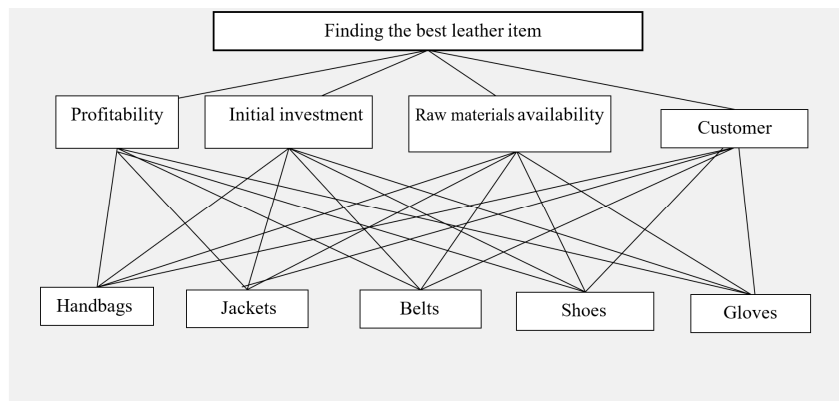 Finding the best leather item
Profitability
Initial investment
Raw materials availability
Customer
Handbags
Jackets
Belts
Shoes
Gloves